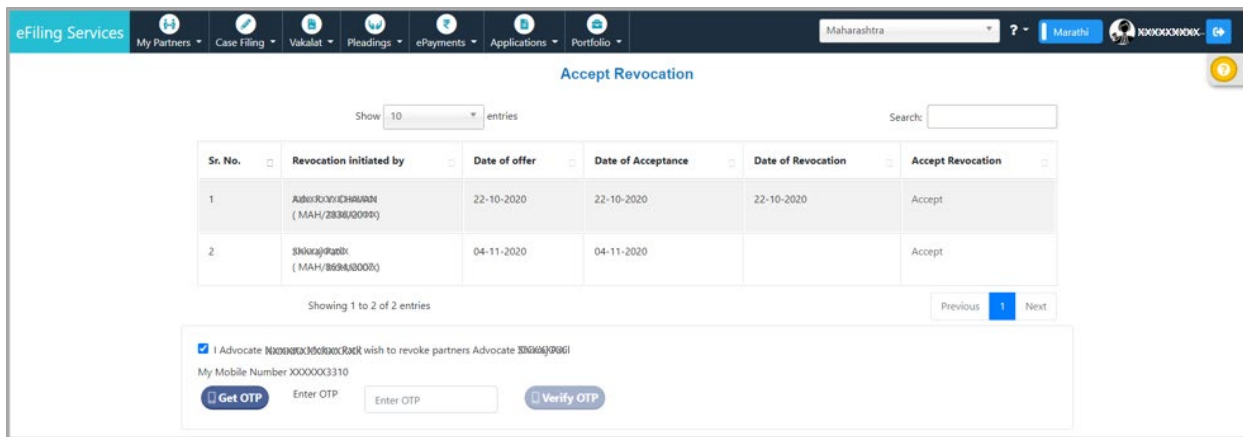 eFiling Services My Partners Case Filing Vakalat Pleadings ePayments Applications Portfolio Maharashtra ? Marathi
Accept Revocation
Show 10 entries Search:
Sr. No. Revocation initiated by Date of offer Date of Acceptance Date of Revocation Accept Revocation
1 22-10-2020 22-10-2020 22-10-2020 Accept
( MAH/
2 04-11-2020 04-11-2020 Accept
( MAH/
Showing 1 to 2 of 2 entries Previous 1 Next
I Advocate wish to revoke partners Advocate
My Mobile Number XXXXXX3310
Get OTP Enter OTP Enter OTP Verify OTP